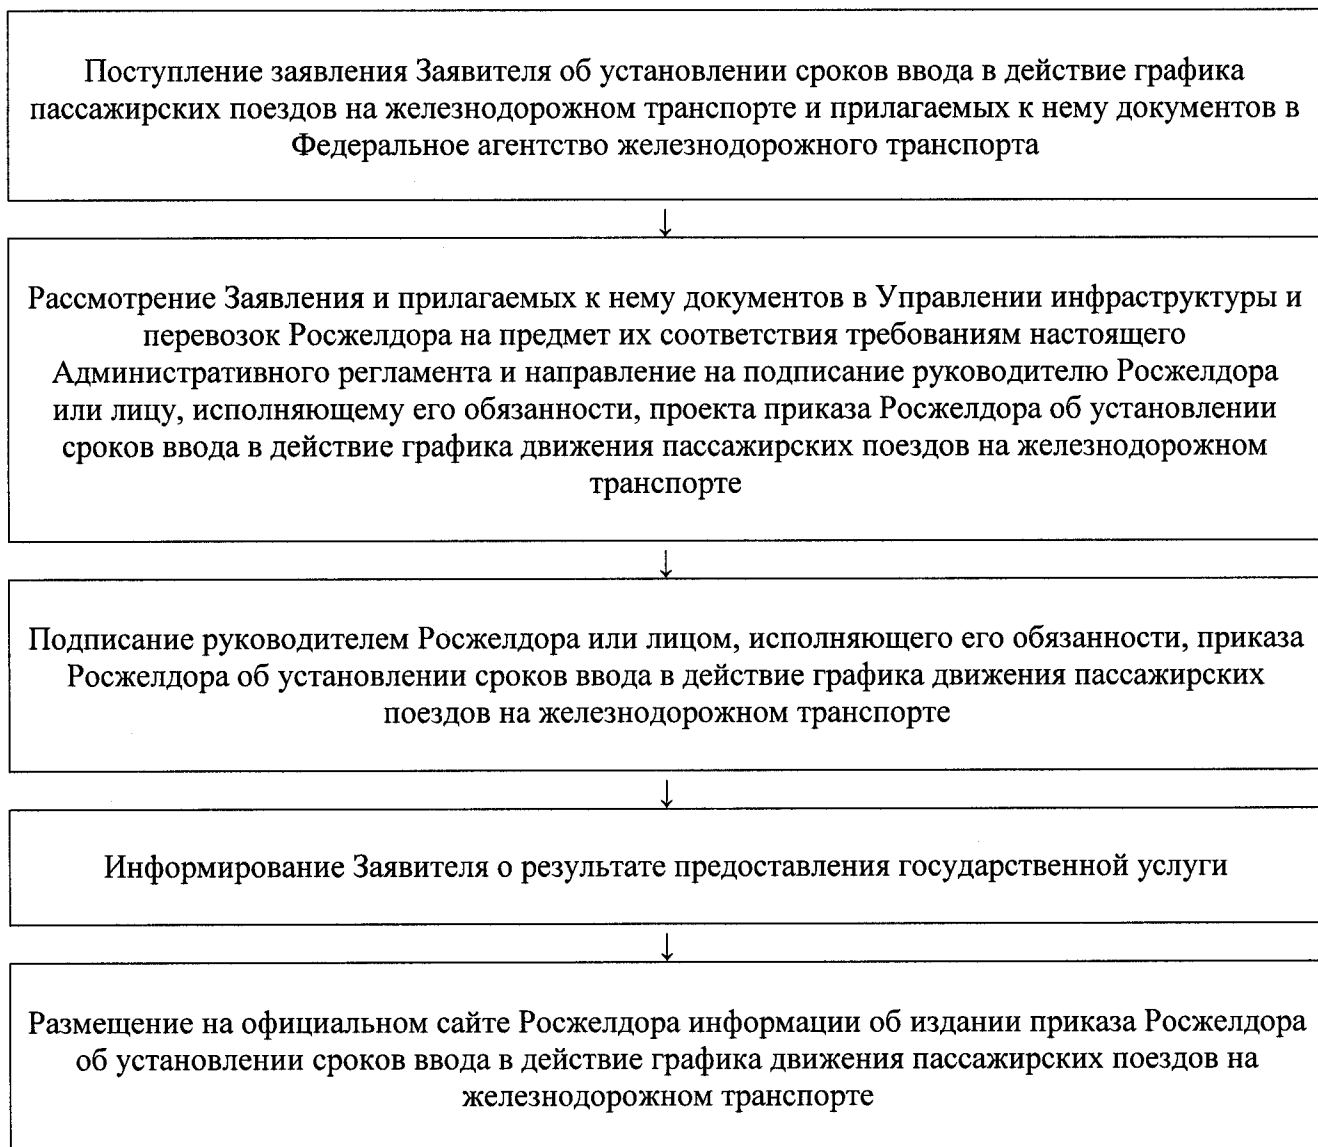 Поступление заявления Заявителя об установлении сроков ввода в действие графика
пассажирских поездов на железнодорожном транспорте и прилагаемых к нему документов в
Федеральное агентство железнодорожного транспорта
↓
Рассмотрение Заявления и прилагаемых к нему документов в Управлении инфраструктуры и
перевозок Росжелдора на предмет их соответствия требованиям настоящего
Административного регламента и направление на подписание руководителю Росжелдора
или лицу, исполняющему его обязанности, проекта приказа Росжелдора об установлении
сроков ввода в действие графика движения пассажирских поездов на железнодорожном
транспорте
↓
Подписание руководителем Росжелдора или лицом, исполняющего его обязанности, приказа
Росжелдора об установлении сроков ввода в действие графика движения пассажирских
поездов на железнодорожном транспорте
↓
Информирование Заявителя о результате предоставления государственной услуги
↓
Размещение на официальном сайте Росжелдора информации об издании приказа Росжелдора
об установлении сроков ввода в действие графика движения пассажирских поездов на
железнодорожном транспорте